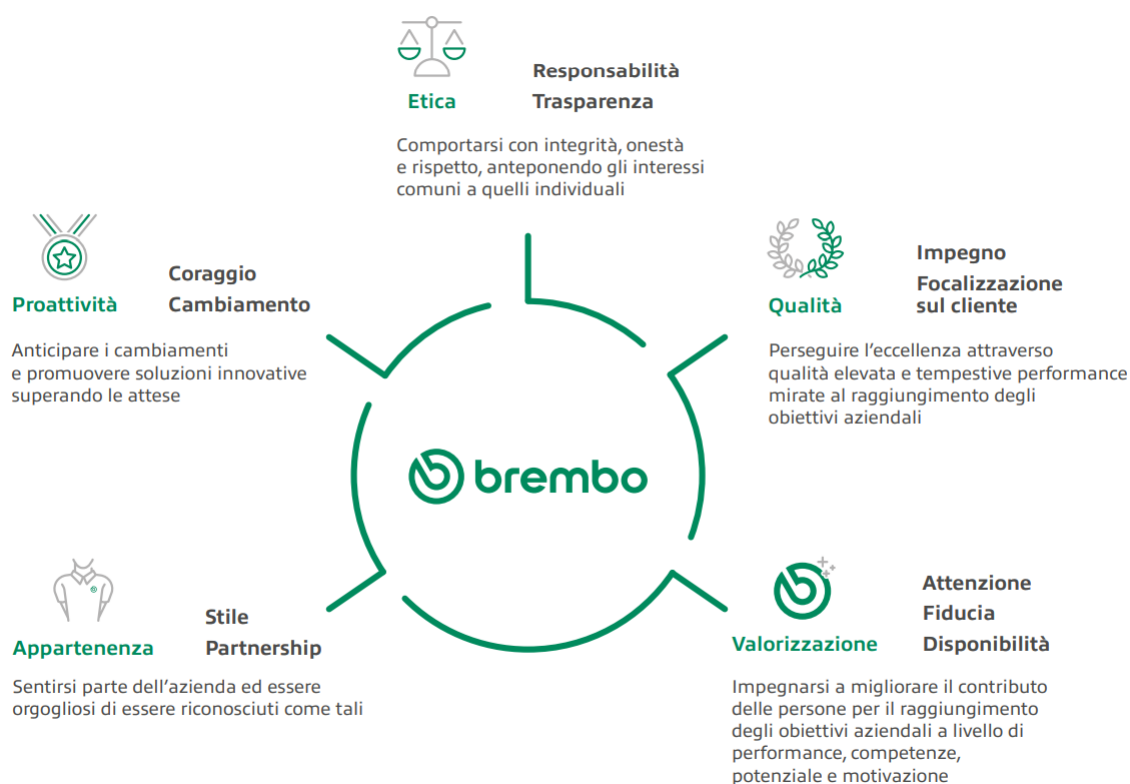 Etica
Responsabilità
Trasparenza
Comportarsi con integrità, onestà
e rispetto, anteponendo gli interessi
comuni a quelli individuali
Proattività
Coraggio
Cambiamento
Anticipare i cambiamenti
e promuovere soluzioni innovative
superando le attese
Qualità
Impegno
Focalizzazione
sul cliente
Perseguire l’eccellenza attraverso
qualità elevata e tempestive performance
mirate al raggiungimento degli
obiettivi aziendali
brembo
Appartenenza
Stile
Partnership
Sentirsi parte dell’azienda ed essere
orgogliosi di essere riconosciuti come tali
Valorizzazione
Attenzione
Fiducia
Disponibilità
Impegnarsi a migliorare il contributo
delle persone per il raggiungimento
degli obiettivi aziendali a livello di
performance, competenze,
potenziale e motivazione